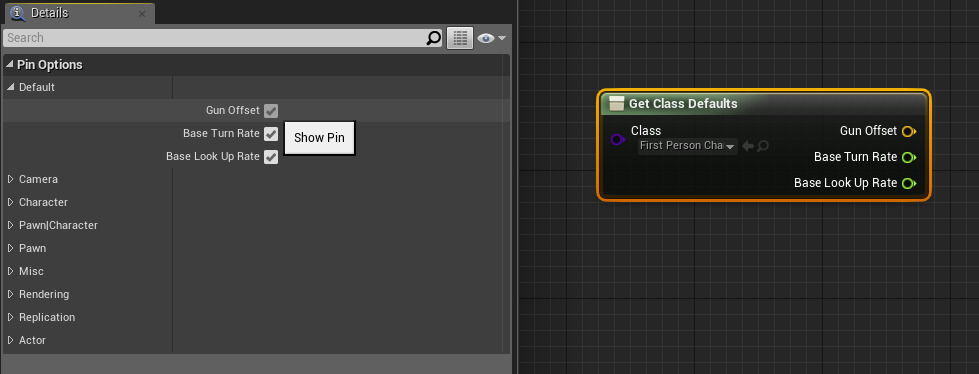 Details
Search
Pin Options
Default
Gun Offset
Base Turn Rate
Show Pin
Base Look Up Rate
Camera
Character
Pawn|Character
Pawn
Misc
Rendering
Replication
Actor
Get Class Defaults
Class
First Person Cha
Gun Offset
Base Turn Rate
Base Look Up Rate